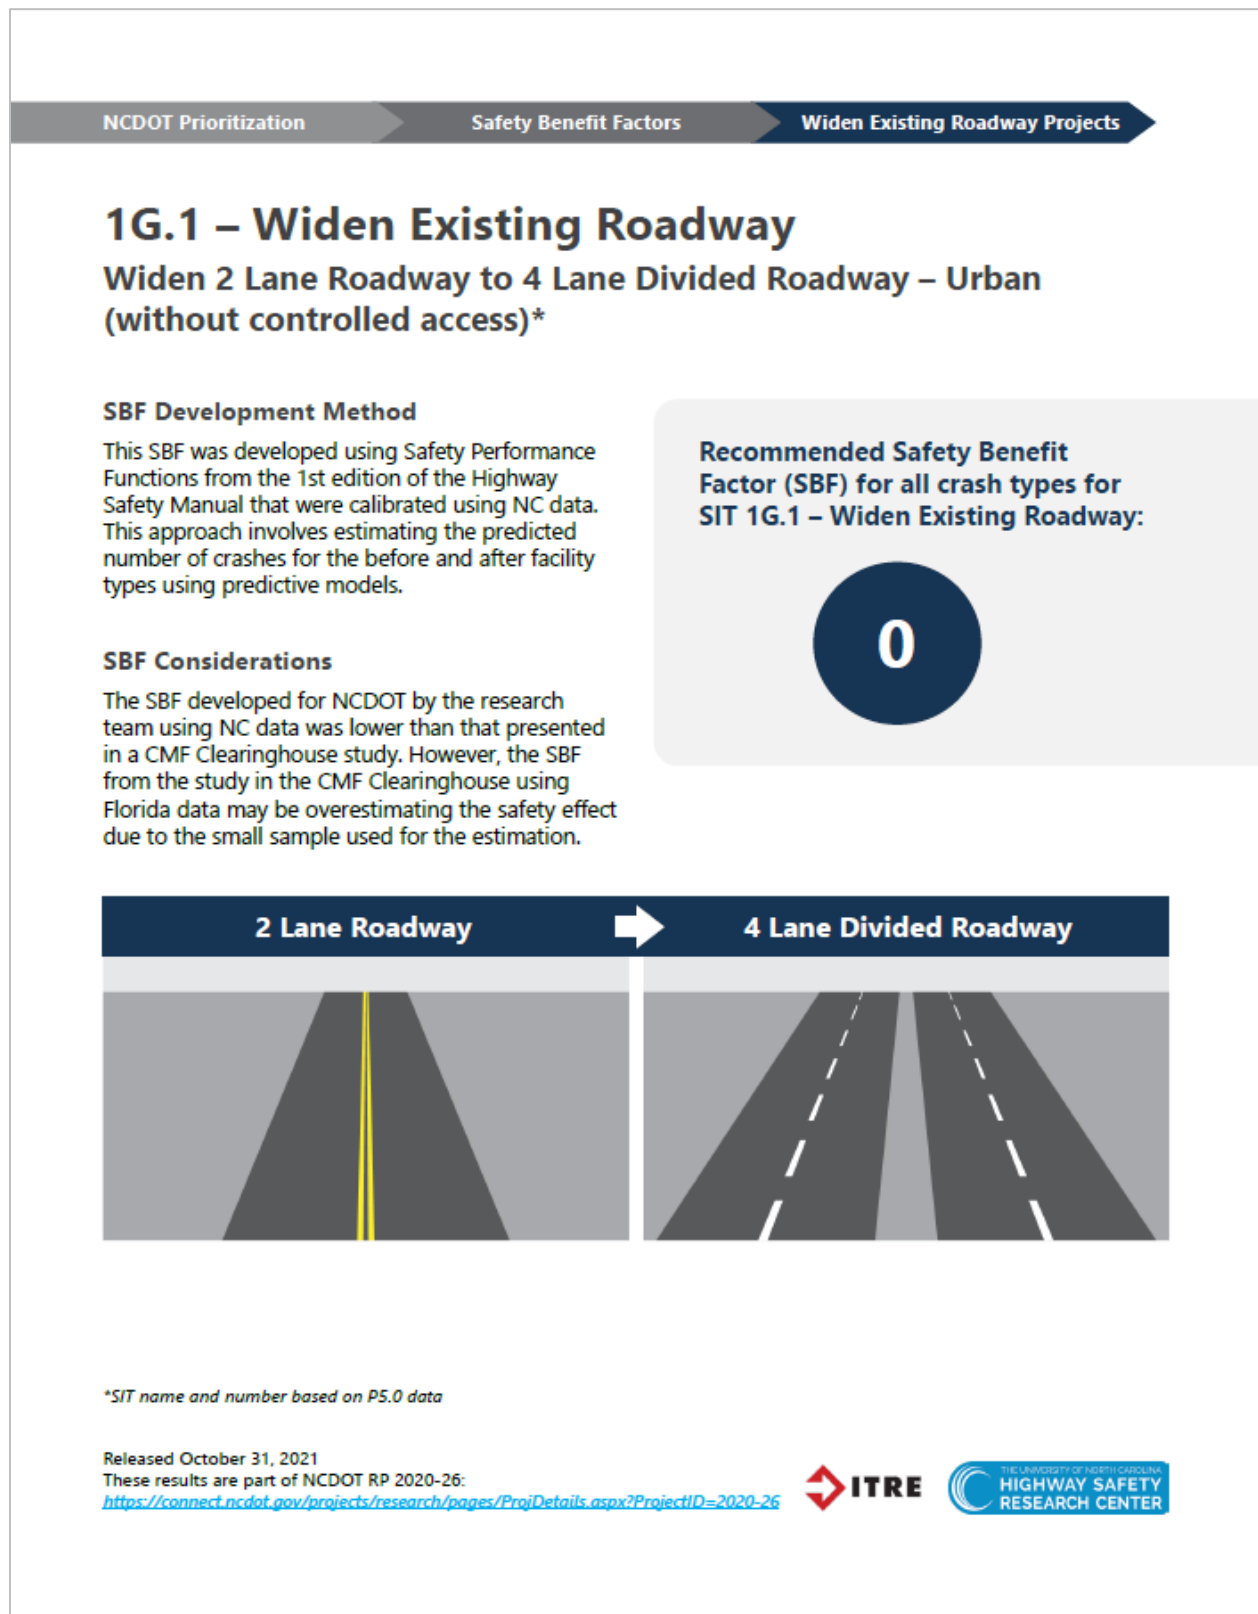 NCDOT Prioritization
Safety Benefit Factors
Widen Existing Roadway Projects
1G.1 – Widen Existing Roadway
Widen 2 Lane Roadway to 4 Lane Divided Roadway – Urban
(without controlled access)*
SBF Development Method
This SBF was developed using Safety Performance
Functions from the 1st edition of the Highway
Safety Manual that were calibrated using NC data.
This approach involves estimating the predicted
number of crashes for the before and after facility
types using predictive models.
SBF Considerations
The SBF developed for NCDOT by the research
team using NC data was lower than that presented
in a CMF Clearinghouse study. However, the SBF
from the study in the CMF Clearinghouse using
Florida data may be overestimating the safety effect
due to the small sample used for the estimation.
Recommended Safety Benefit
Factor (SBF) for all crash types for
SIT 1G.1 – Widen Existing Roadway:
0
2 Lane Roadway
4 Lane Divided Roadway
*SIT name and number based on P5.0 data
Released October 31, 2021
These results are part of NCDOT RP 2020-26:
https://connect.ncdot.gov/projects/research/pages/ProjDetails.aspx?ProjectID=2020-26
ITRE
THE UNIVERSITY OF NORTH CAROLINA
HIGHWAY SAFETY
RESEARCH CENTER